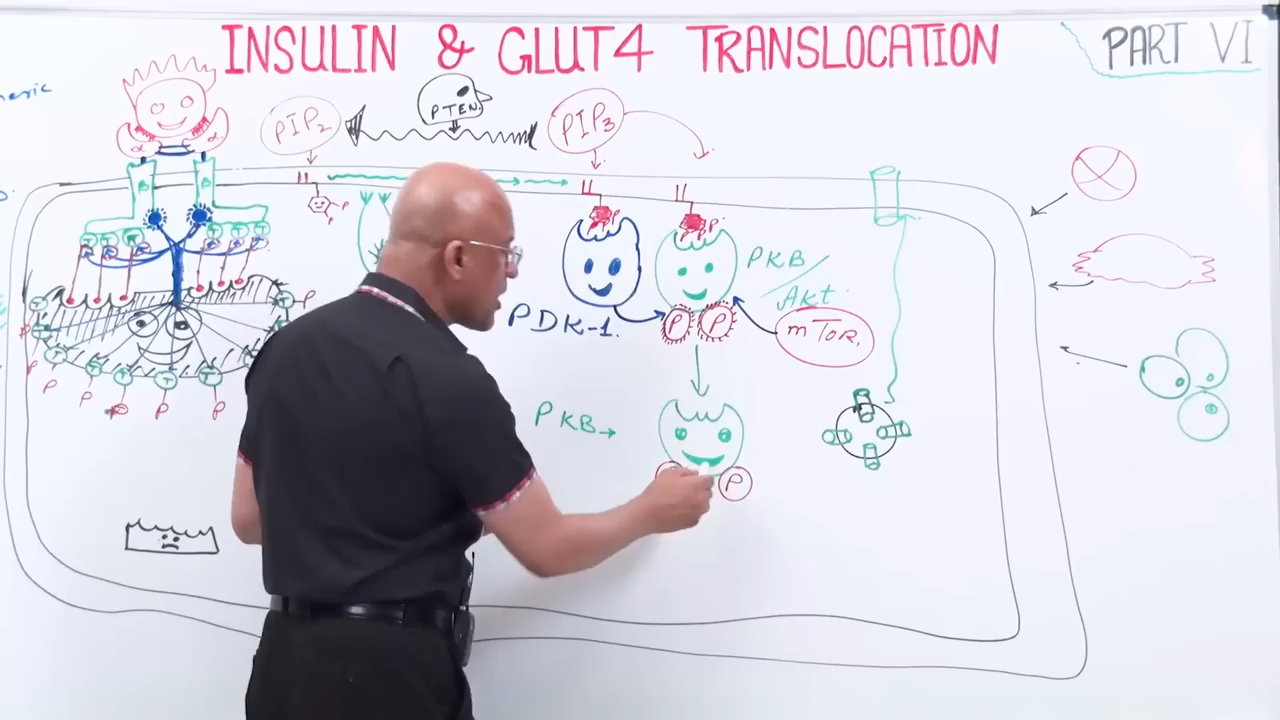 INSULIN & GLUT4 TRANSLOCATION
PART VI
PTEN
PIP2
PIP3
α
α
B
B
P
P
P
P
P
T
T
T
T
T
T
PKB/
Akt.
PDK-1.
P
P
mTOR.
T
T
T
T
T
T
P
P
P
P
P
P
P
PKB→
P